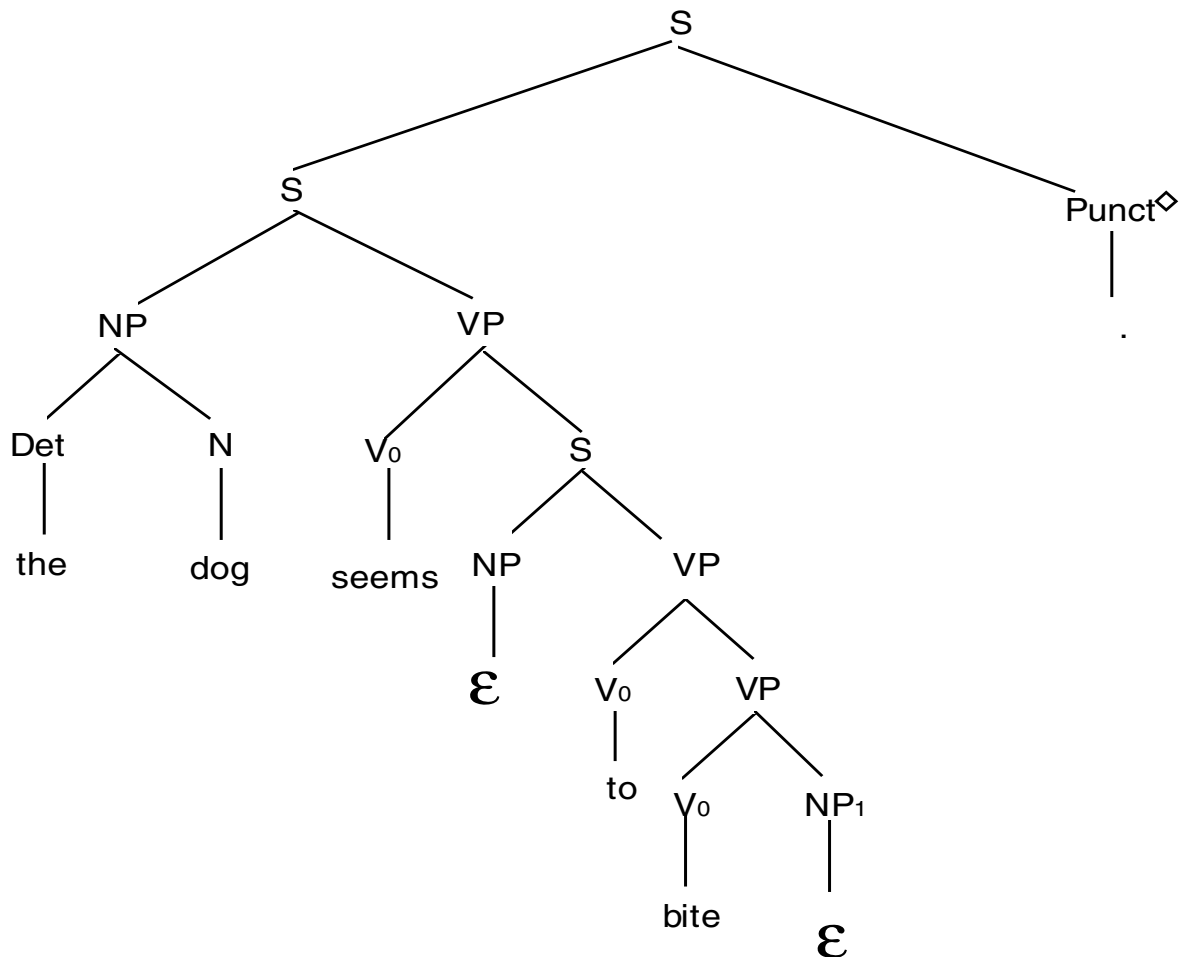 S
S
Punct◇
.
NP VP
Det N V₀ S
the dog seems NP VP
ε V₀ VP
to V₀ NP₁
bite ε